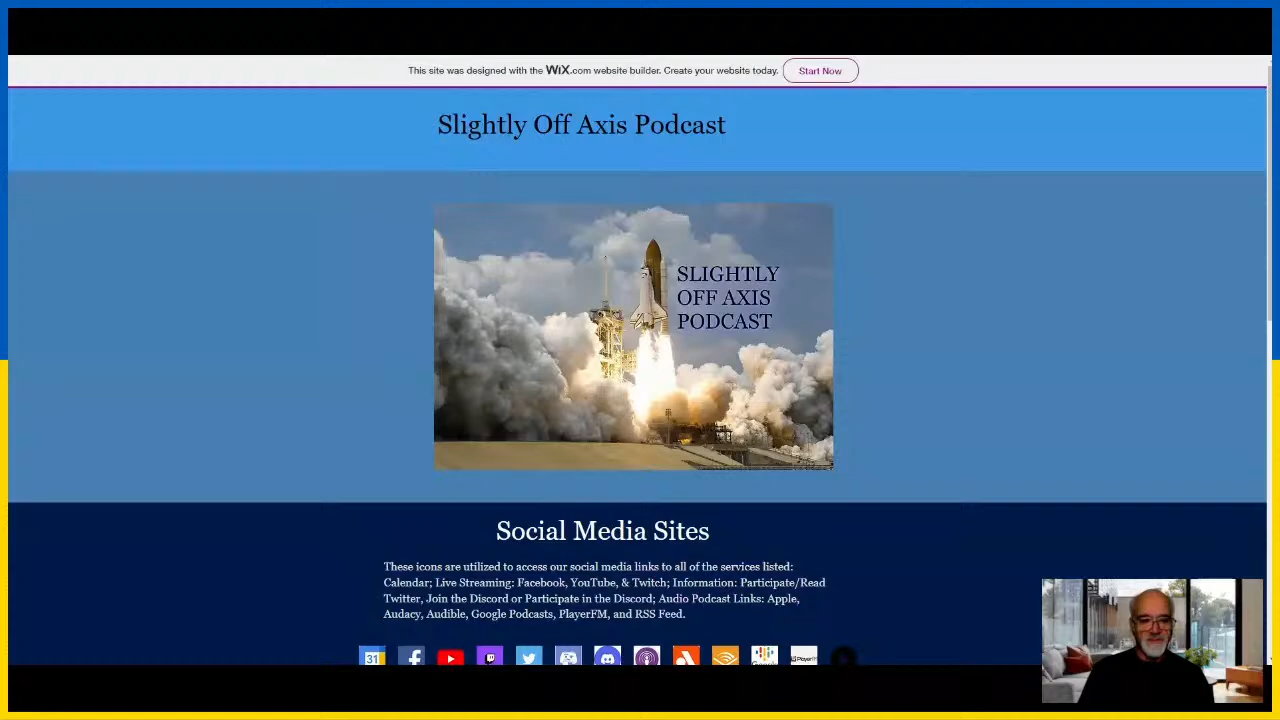 This site was designed with the WiX.com website builder. Create your website today.
Start Now
Slightly Off Axis Podcast
SLIGHTLY
OFF AXIS
PODCAST
Social Media Sites
These icons are utilized to access our social media links to all of the services listed:
Calendar; Live Streaming: Facebook, YouTube, & Twitch; Information: Participate/Read
Twitter, Join the Discord or Participate in the Discord; Audio Podcast Links: Apple,
Audacy, Audible, Google Podcasts, PlayerFM, and RSS Feed.
31